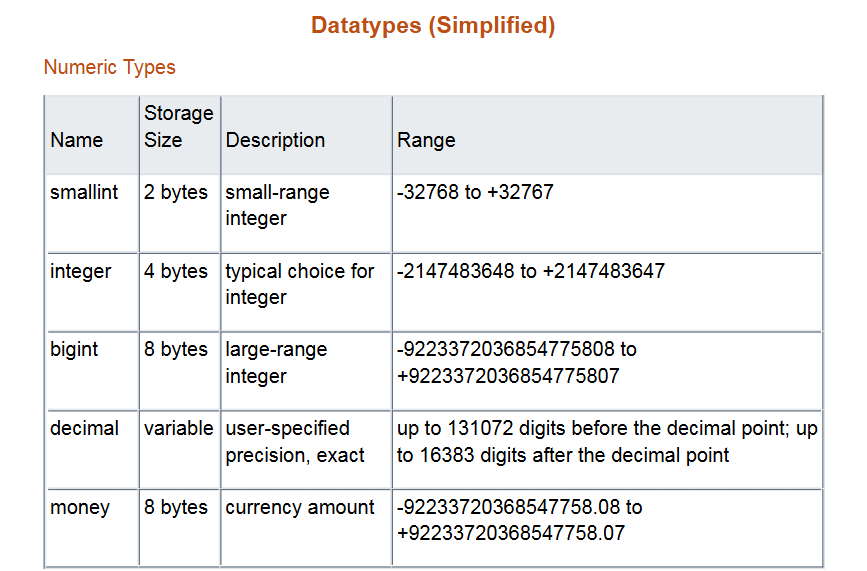 Datatypes (Simplified)
Numeric Types
Name
Storage
Size
Description
Range
smallint
2 bytes
small-range
integer
-32768 to +32767
integer
4 bytes
typical choice for
integer
-2147483648 to +2147483647
bigint
8 bytes
large-range
integer
-9223372036854775808 to
+9223372036854775807
decimal
variable
user-specified
precision, exact
up to 131072 digits before the decimal point; up
to 16383 digits after the decimal point
money
8 bytes
currency amount
-92233720368547758.08 to
+92233720368547758.07